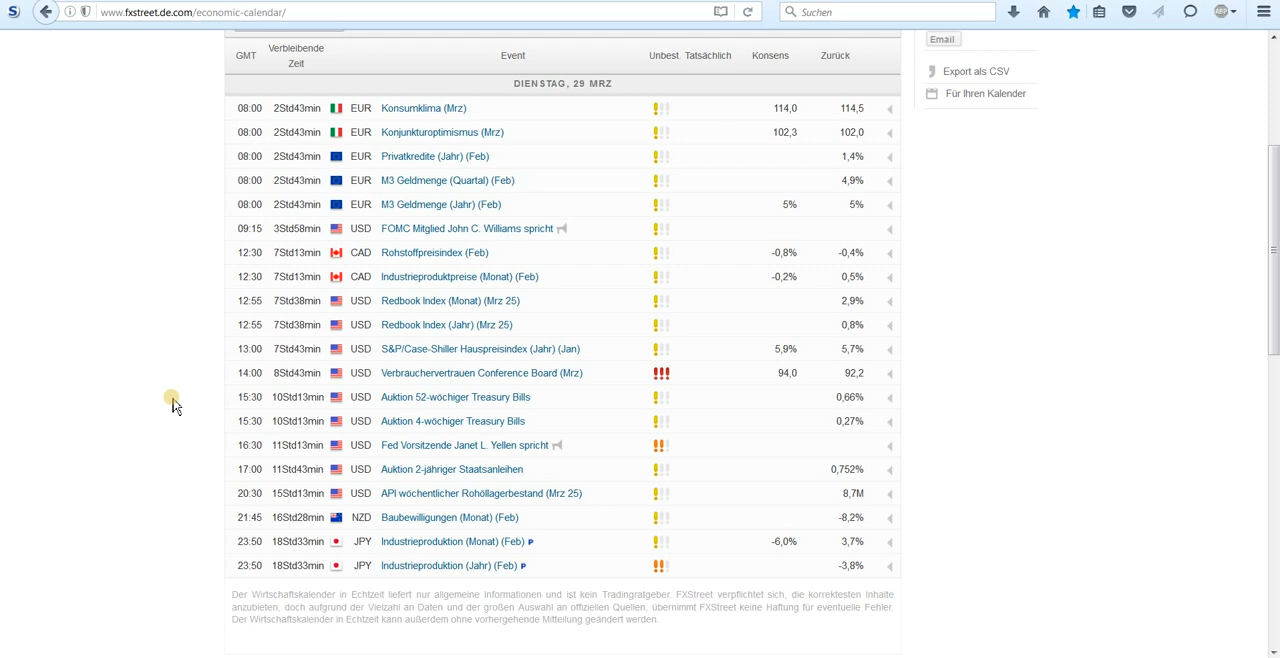 www.fxstreet.de.com/economic-calendar/
Suchen
GMT Verbleibende Zeit Event Unbest. Tatsächlich Konsens Zurück
Email
Export als CSV
Für Ihren Kalender
DIENSTAG, 29 MRZ
08:00 2Std43min EUR Konsumklima (Mrz) 114,0 114,5
08:00 2Std43min EUR Konjunkturoptimismus (Mrz) 102,3 102,0
08:00 2Std43min EUR Privatkredite (Jahr) (Feb) 1,4%
08:00 2Std43min EUR M3 Geldmenge (Quartal) (Feb) 4,9%
08:00 2Std43min EUR M3 Geldmenge (Jahr) (Feb) 5% 5%
09:15 3Std58min USD FOMC Mitglied John C. Williams spricht
12:30 7Std13min CAD Rohstoffpreisindex (Feb) -0,8% -0,4%
12:30 7Std13min CAD Industrieproduktpreise (Monat) (Feb) -0,2% 0,5%
12:55 7Std38min USD Redbook Index (Monat) (Mrz 25) 2,9%
12:55 7Std38min USD Redbook Index (Jahr) (Mrz 25) 0,8%
13:00 7Std43min USD S&P/Case-Shiller Hauspreisindex (Jahr) (Jan) 5,9% 5,7%
14:00 8Std43min USD Verbrauchervertrauen Conference Board (Mrz) 94,0 92,2
15:30 10Std13min USD Auktion 52-wöchiger Treasury Bills 0,66%
15:30 10Std13min USD Auktion 4-wöchiger Treasury Bills 0,27%
16:30 11Std13min USD Fed Vorsitzende Janet L. Yellen spricht
17:00 11Std43min USD Auktion 2-jähriger Staatsanleihen 0,752%
20:30 15Std13min USD API wöchentlicher Rohöllagerbestand (Mrz 25) 8,7M
21:45 16Std28min NZD Baubewilligungen (Monat) (Feb) -8,2%
23:50 18Std33min JPY Industrieproduktion (Monat) (Feb) P -6,0% 3,7%
23:50 18Std33min JPY Industrieproduktion (Jahr) (Feb) P -3,8%
Der Wirtschaftskalender in Echtzeit liefert nur allgemeine Informationen und ist kein Tradingratgeber. FXStreet verpflichtet sich, die korrektesten Inhalte
anzubieten, doch aufgrund der Vielzahl an Daten und der großen Auswahl an offiziellen Quellen, übernimmt FXStreet keine Haftung für eventuelle Fehler.
Der Wirtschaftskalender in Echtzeit kann außerdem ohne vorhergehende Mitteilung geändert werden.